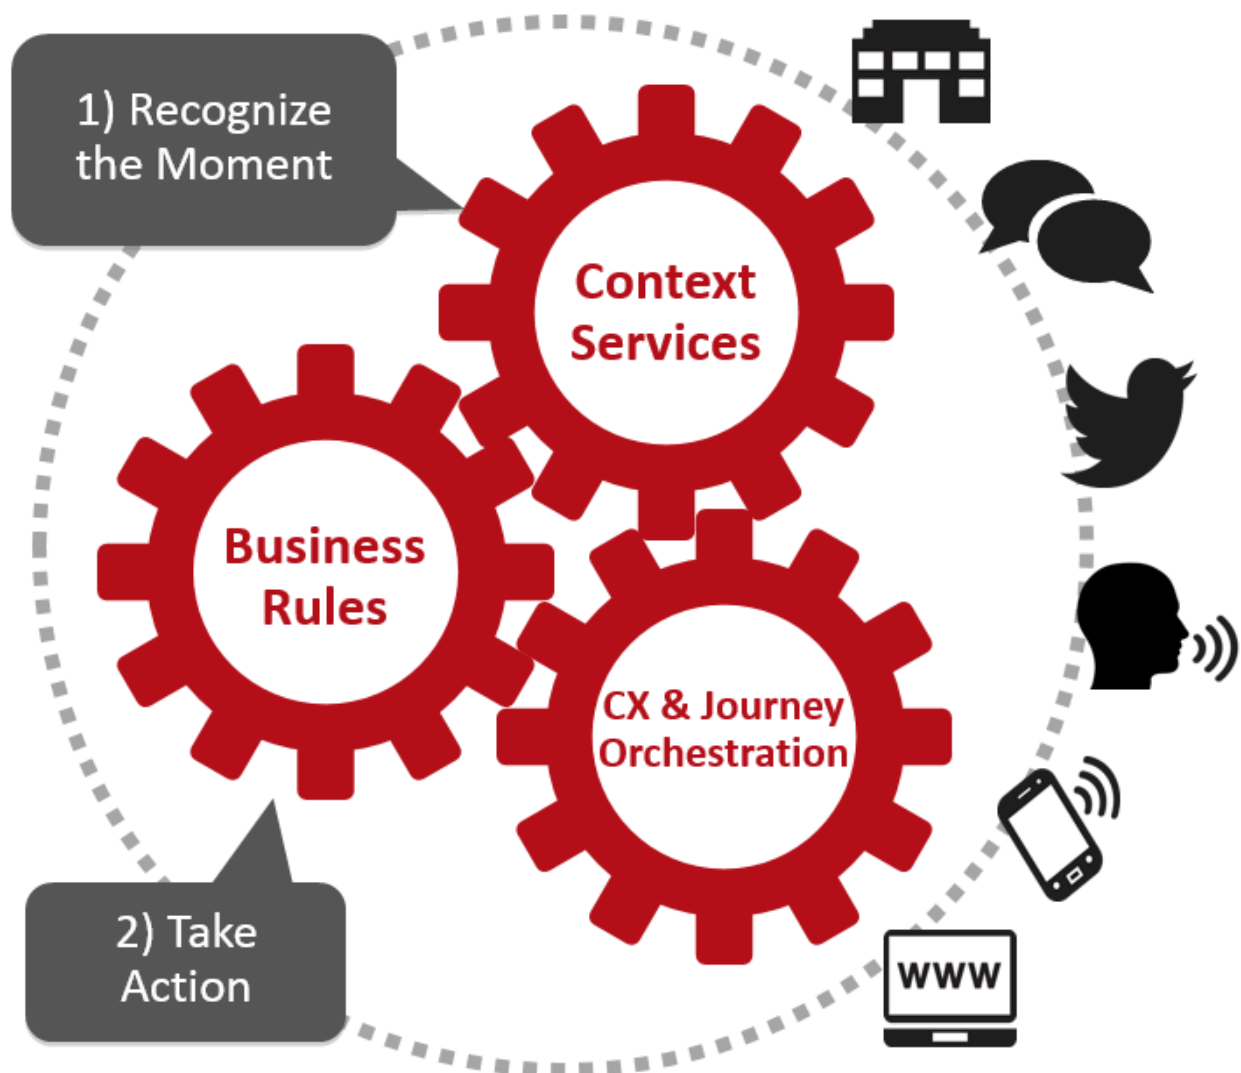 1) Recognize
the Moment
Context
Services
Business
Rules
CX & Journey
Orchestration
2) Take
Action
WWW